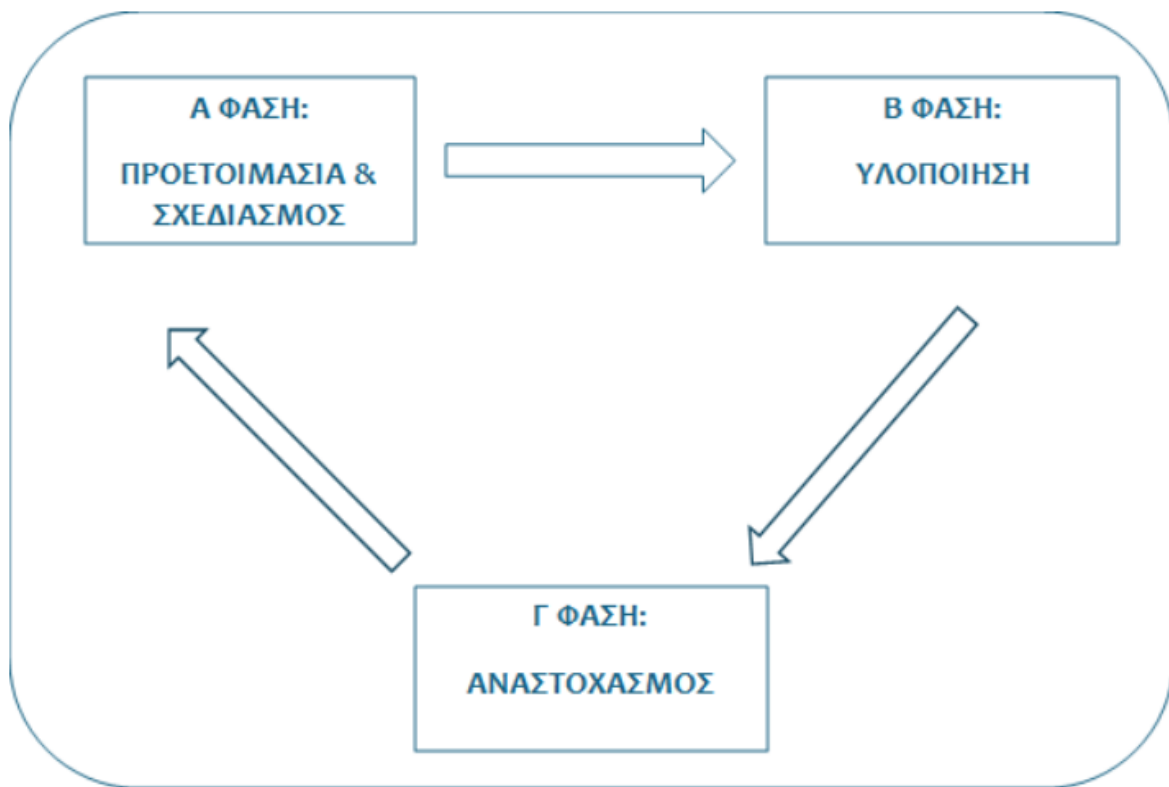 Α ΦΑΣΗ:
ΠΡΟΕΤΟΙΜΑΣΙΑ &
ΣΧΕΔΙΑΣΜΟΣ
Β ΦΑΣΗ:
ΥΛΟΠΟΙΗΣΗ
Γ ΦΑΣΗ:
ΑΝΑΣΤΟΧΑΣΜΟΣ